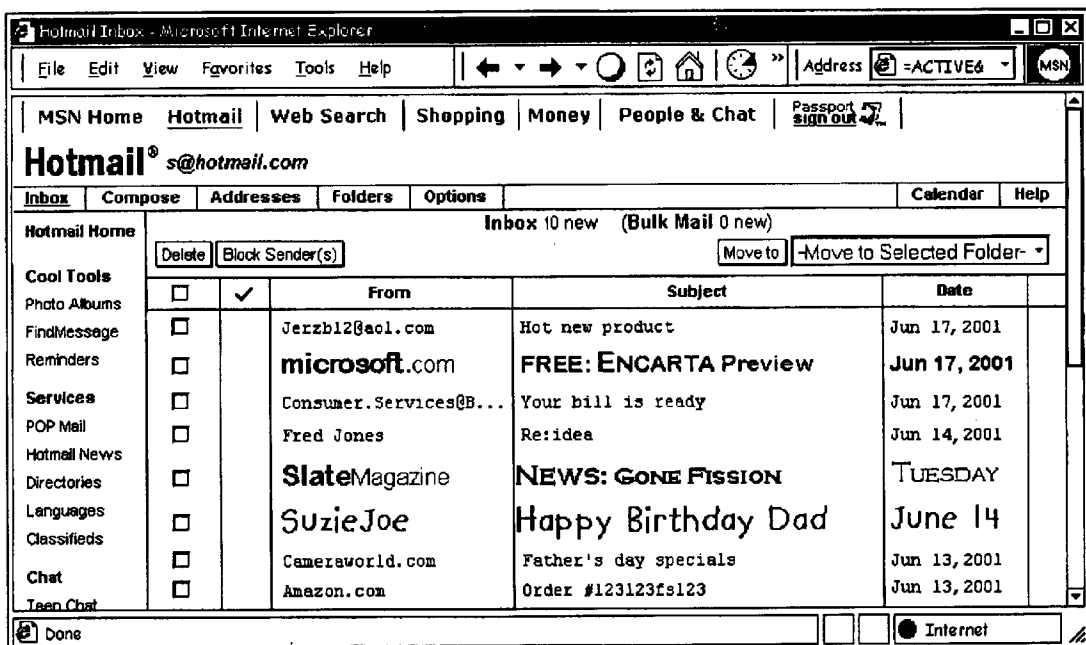 Hotmail Inbox - Microsoft Internet Explorer
File Edit View Favorites Tools Help » Address =ACTIVE& MSN
MSN Home Hotmail Web Search Shopping Money People & Chat Passport sign out
Hotmail® s@hotmail.com
Inbox Compose Addresses Folders Options Calendar Help
Hotmail Home
Inbox 10 new (Bulk Mail 0 new)
Delete Block Sender(s) Move to -Move to Selected Folder-
Cool Tools
Photo Albums
FindMessage
Reminders
Services
POP Mail
Hotmail News
Directories
Languages
Classifieds
Chat
Teen Chat
From Subject Date
Jerzb12@aol.com Hot new product Jun 17, 2001
microsoft.com FREE: ENCARTA Preview Jun 17, 2001
Consumer.Services@B... Your bill is ready Jun 17, 2001
Fred Jones Re:idea Jun 14, 2001
SlateMagazine NEWS: GONE FISSION TUESDAY
SuzieJoe Happy Birthday Dad June 14
Cameraworld.com Father's day specials Jun 13, 2001
Amazon.com Order #123123fs123 Jun 13, 2001
Done Internet